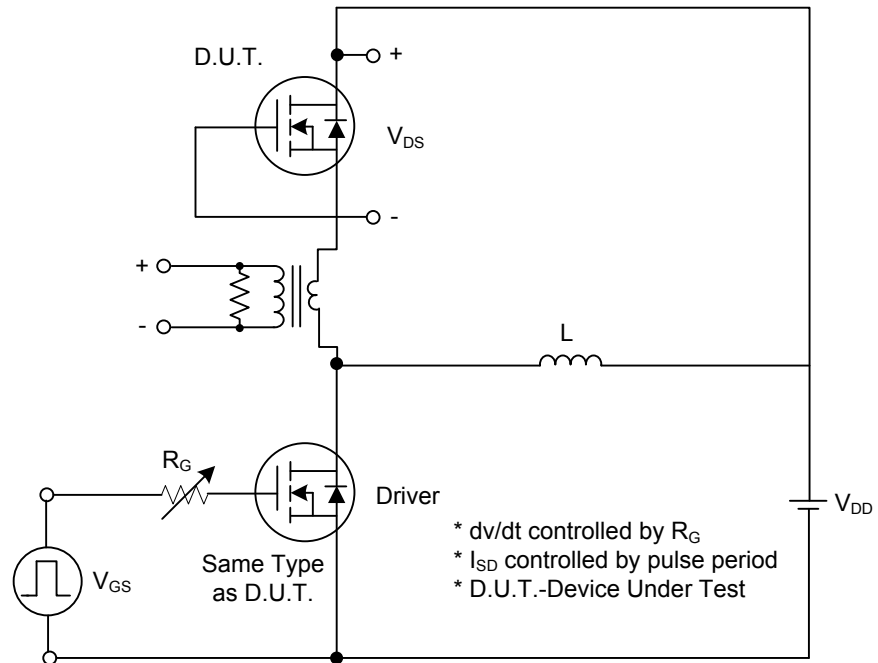 D.U.T.
+
V_DS
-
+
-
L
R_G
Driver
V_DD
V_GS
Same Type
as D.U.T.
* dv/dt controlled by R_G
* I_SD controlled by pulse period
* D.U.T.-Device Under Test